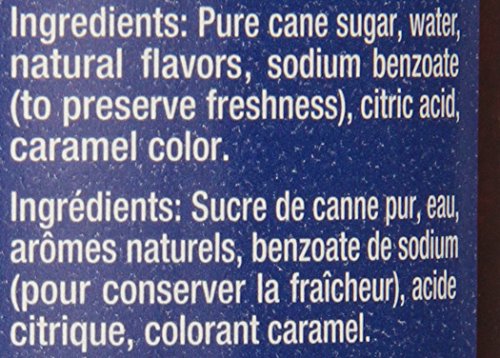 Ingredients: Pure cane sugar, water,
natural flavors, sodium benzoate
(to preserve freshness), citric acid,
caramel color.
Ingrédients: Sucre de canne pur, eau,
arômes naturels, benzoate de sodium
(pour conserver la fraîcheur), acide
citrique, colorant caramel.